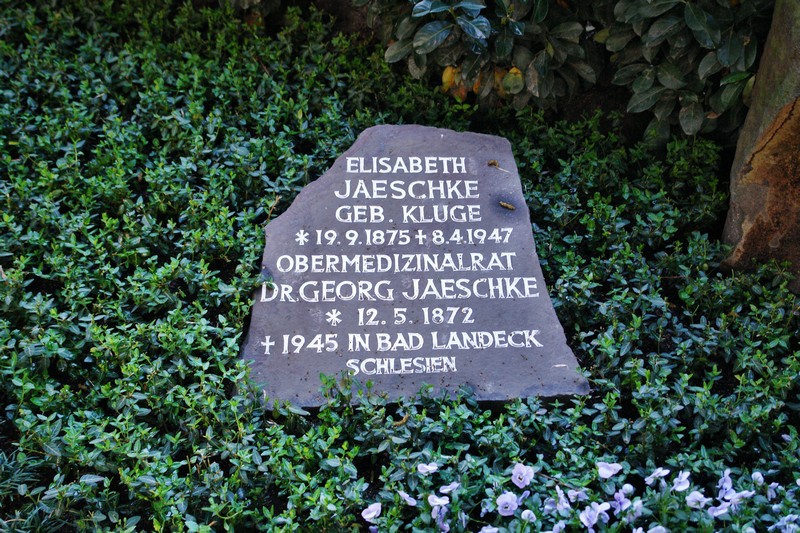 ELISABETH
JAESCHKE
GEB. KLUGE
* 19.9.1875 † 8.4.1947
OBERMEDIZINALRAT
DR. GEORG JAESCHKE
* 12. 5. 1872
† 1945 IN BAD LANDECK
SCHLESIEN